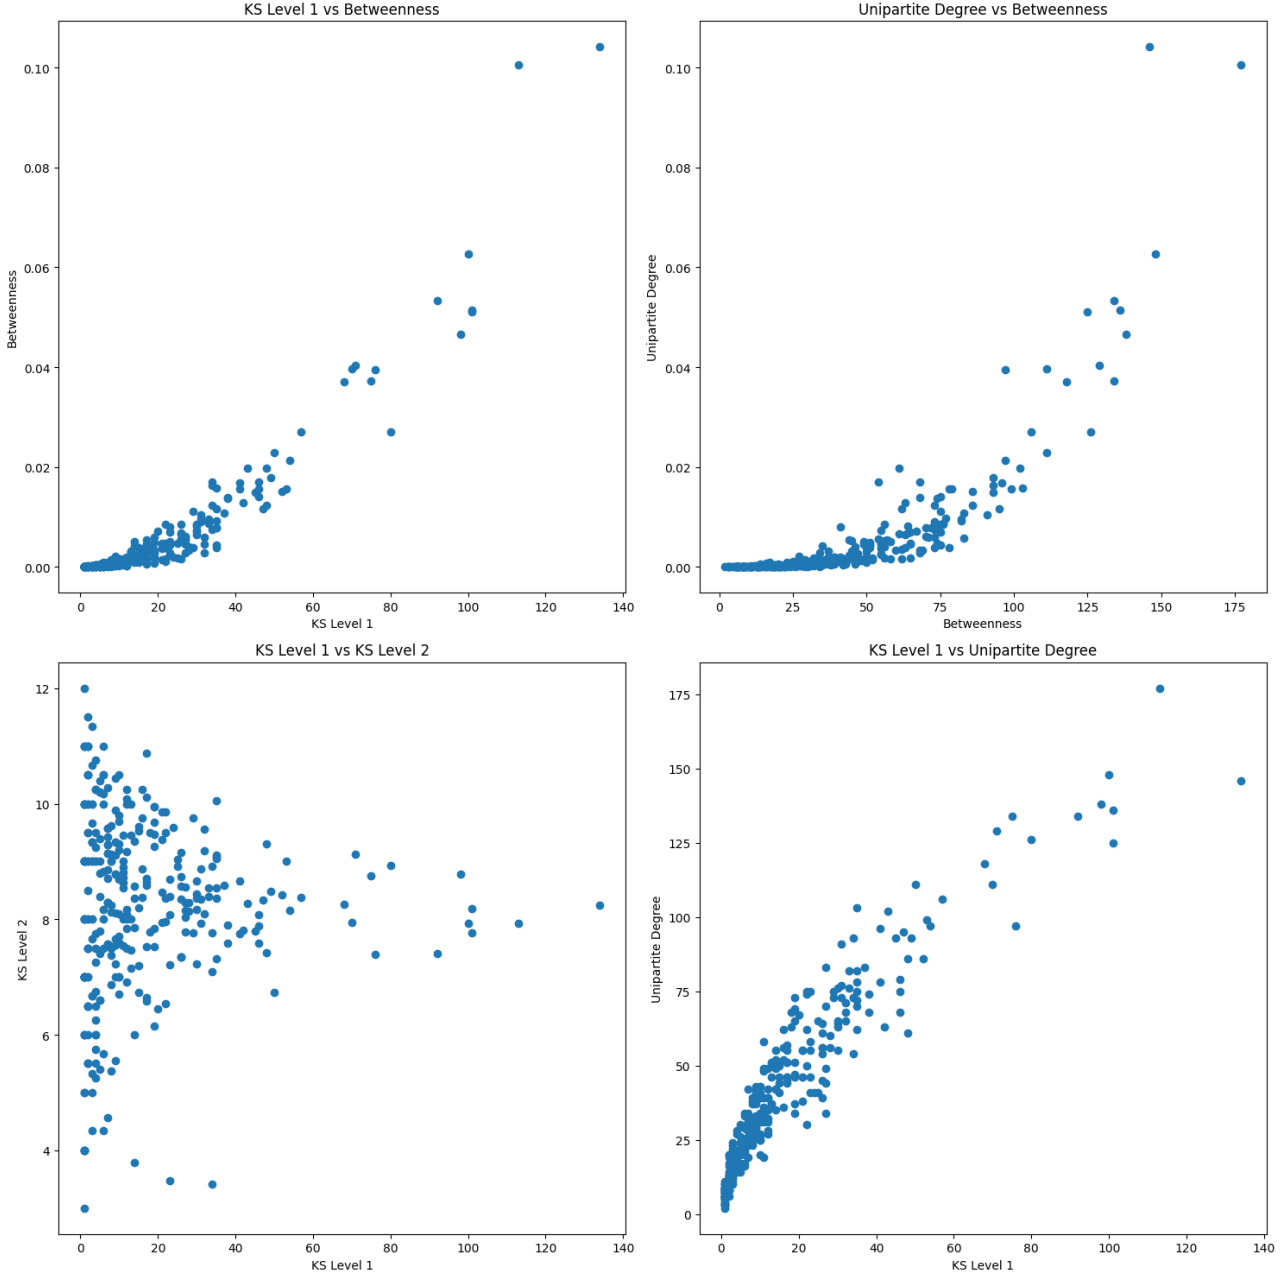 KS Level 1 vs Betweenness
0.10
0.08
0.06
0.04
0.02
0.00
Betweenness
0 20 40 60 80 100 120 140
KS Level 1
Unipartite Degree vs Betweenness
0.10
0.08
0.06
0.04
0.02
0.00
Unipartite Degree
0 25 50 75 100 125 150 175
Betweenness
KS Level 1 vs KS Level 2
12
10
8
6
4
KS Level 2
0 20 40 60 80 100 120 140
KS Level 1
KS Level 1 vs Unipartite Degree
175
150
125
100
75
50
25
0
Unipartite Degree
0 20 40 60 80 100 120 140
KS Level 1